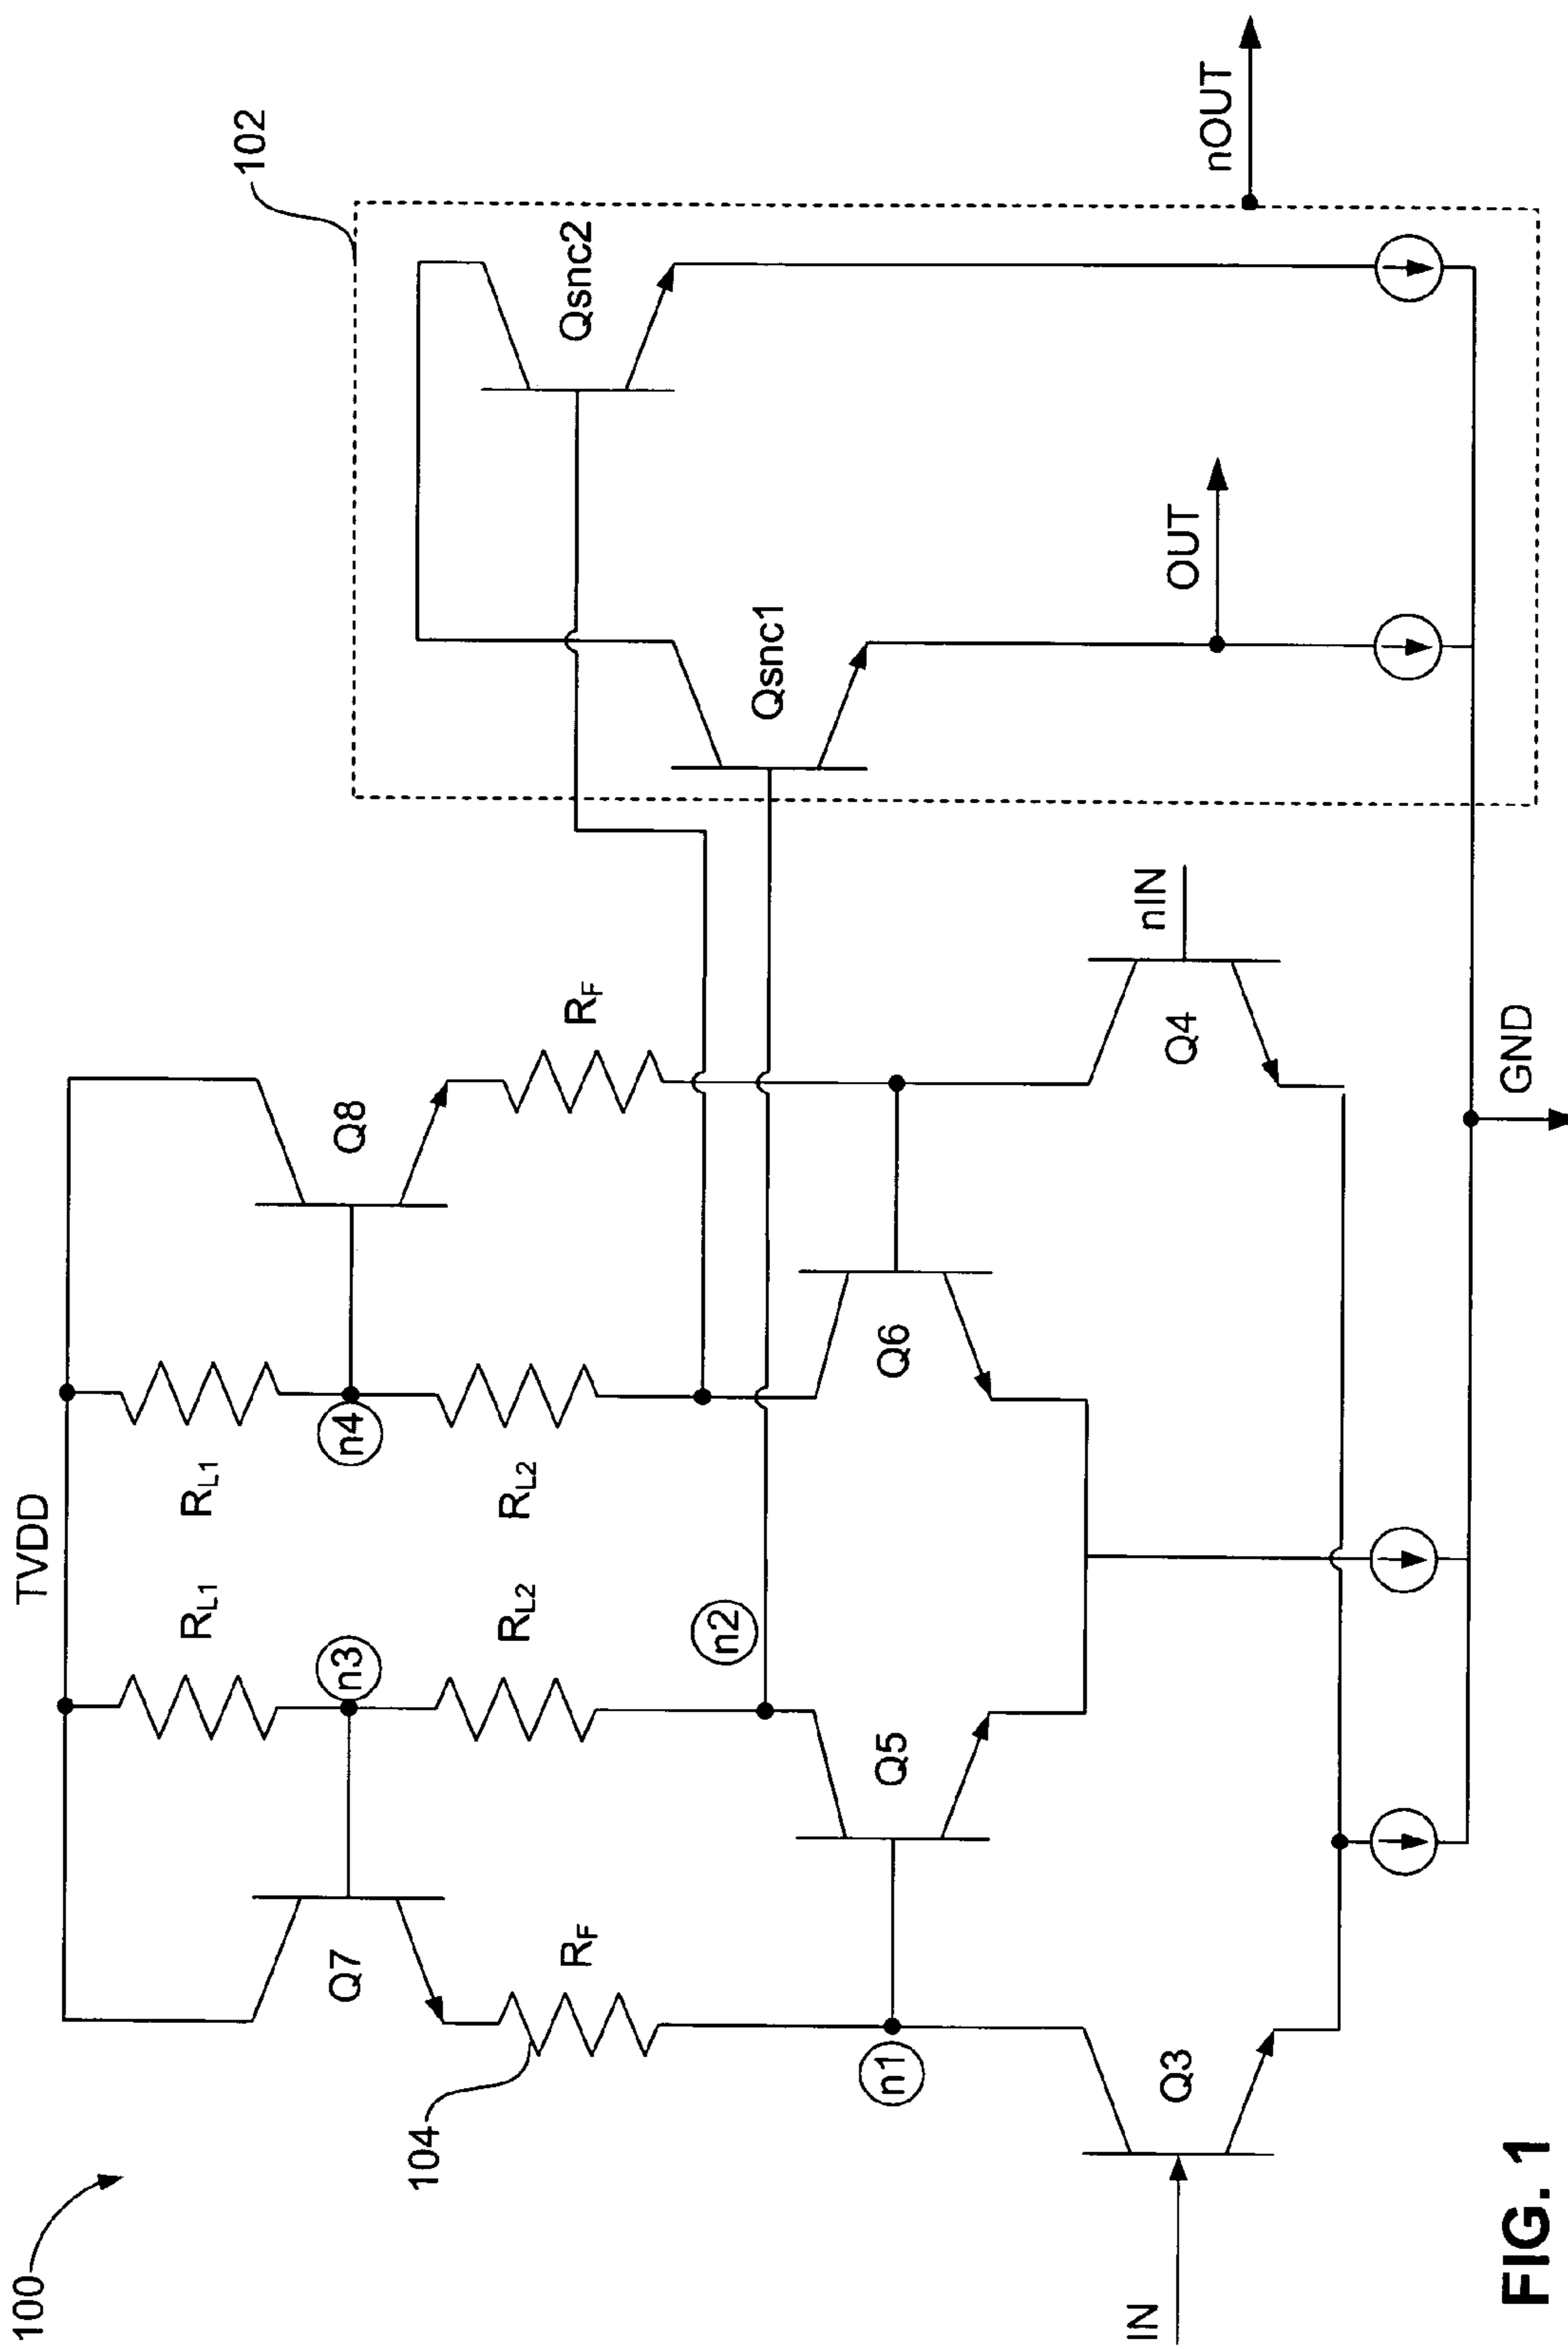 100
TVDD
102
RL1
RL1
n3
n4
Q7
Q8
Qsnc2
104
RF
RL2
RL2
RF
Qsnc1
n2
n1
Q5
Q6
nOUT
OUT
IN
Q3
Q4
nIN
GND
FIG. 1